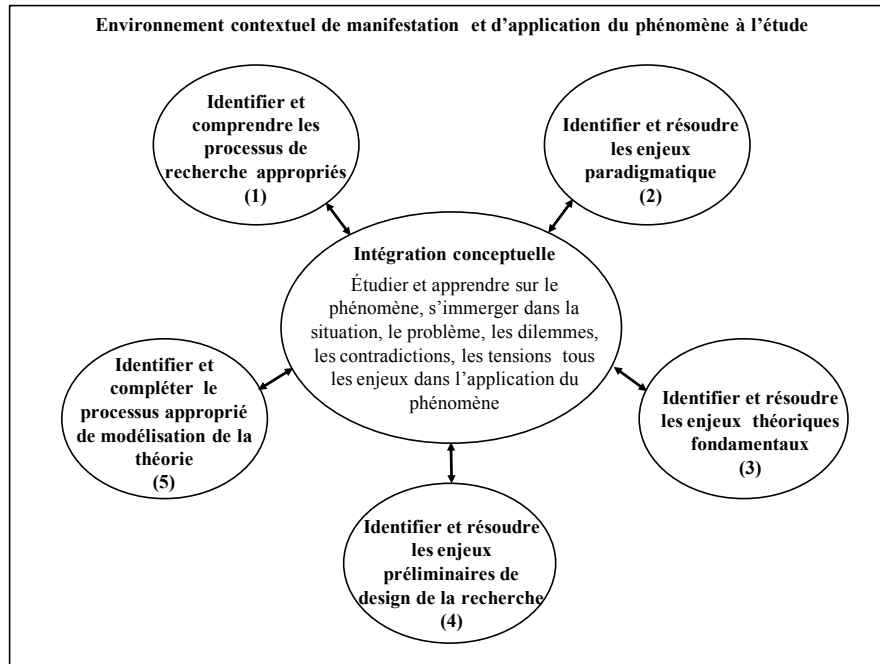 Environnement contextuel de manifestation et d'application du phénomène à l'étude
Identifier et
comprendre les
processus de
recherche appropriés
(1)
Identifier et résoudre
les enjeux
paradigmatique
(2)
Intégration conceptuelle
Étudier et apprendre sur le
phénomène, s'immerger dans la
situation, le problème, les dilemmes,
les contradictions, les tensions tous
les enjeux dans l'application du
phénomène
Identifier et résoudre
les enjeux théoriques
fondamentaux
(3)
Identifier et résoudre
les enjeux
préliminaires de
design de la recherche
(4)
Identifier et
compléter le
processus approprié
de modélisation de la
théorie
(5)